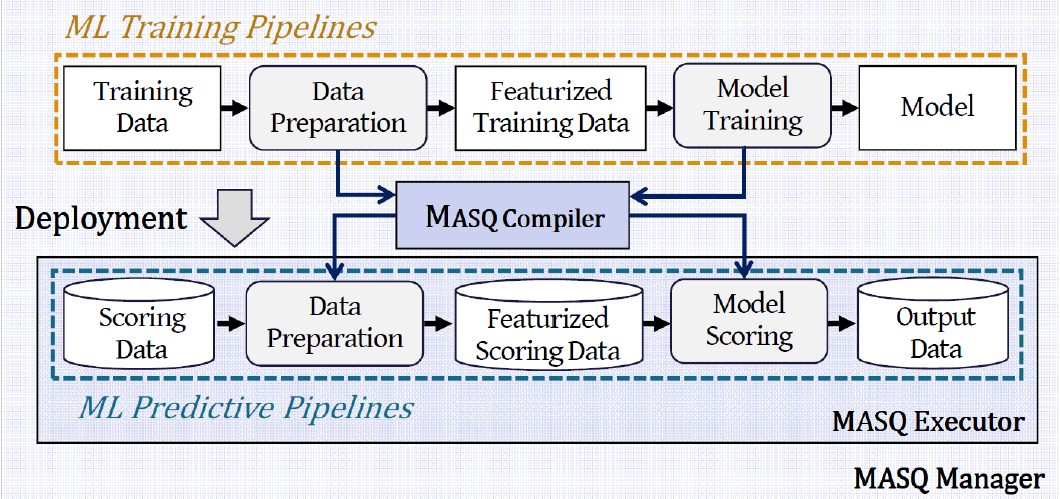 ML Training Pipelines
Training
Data
Data
Preparation
Featurized
Training Data
Model
Training
Model
Deployment
MASQ Compiler
Scoring
Data
Data
Preparation
Featurized
Scoring Data
Model
Scoring
Output
Data
ML Predictive Pipelines
MASQ Executor
MASQ Manager